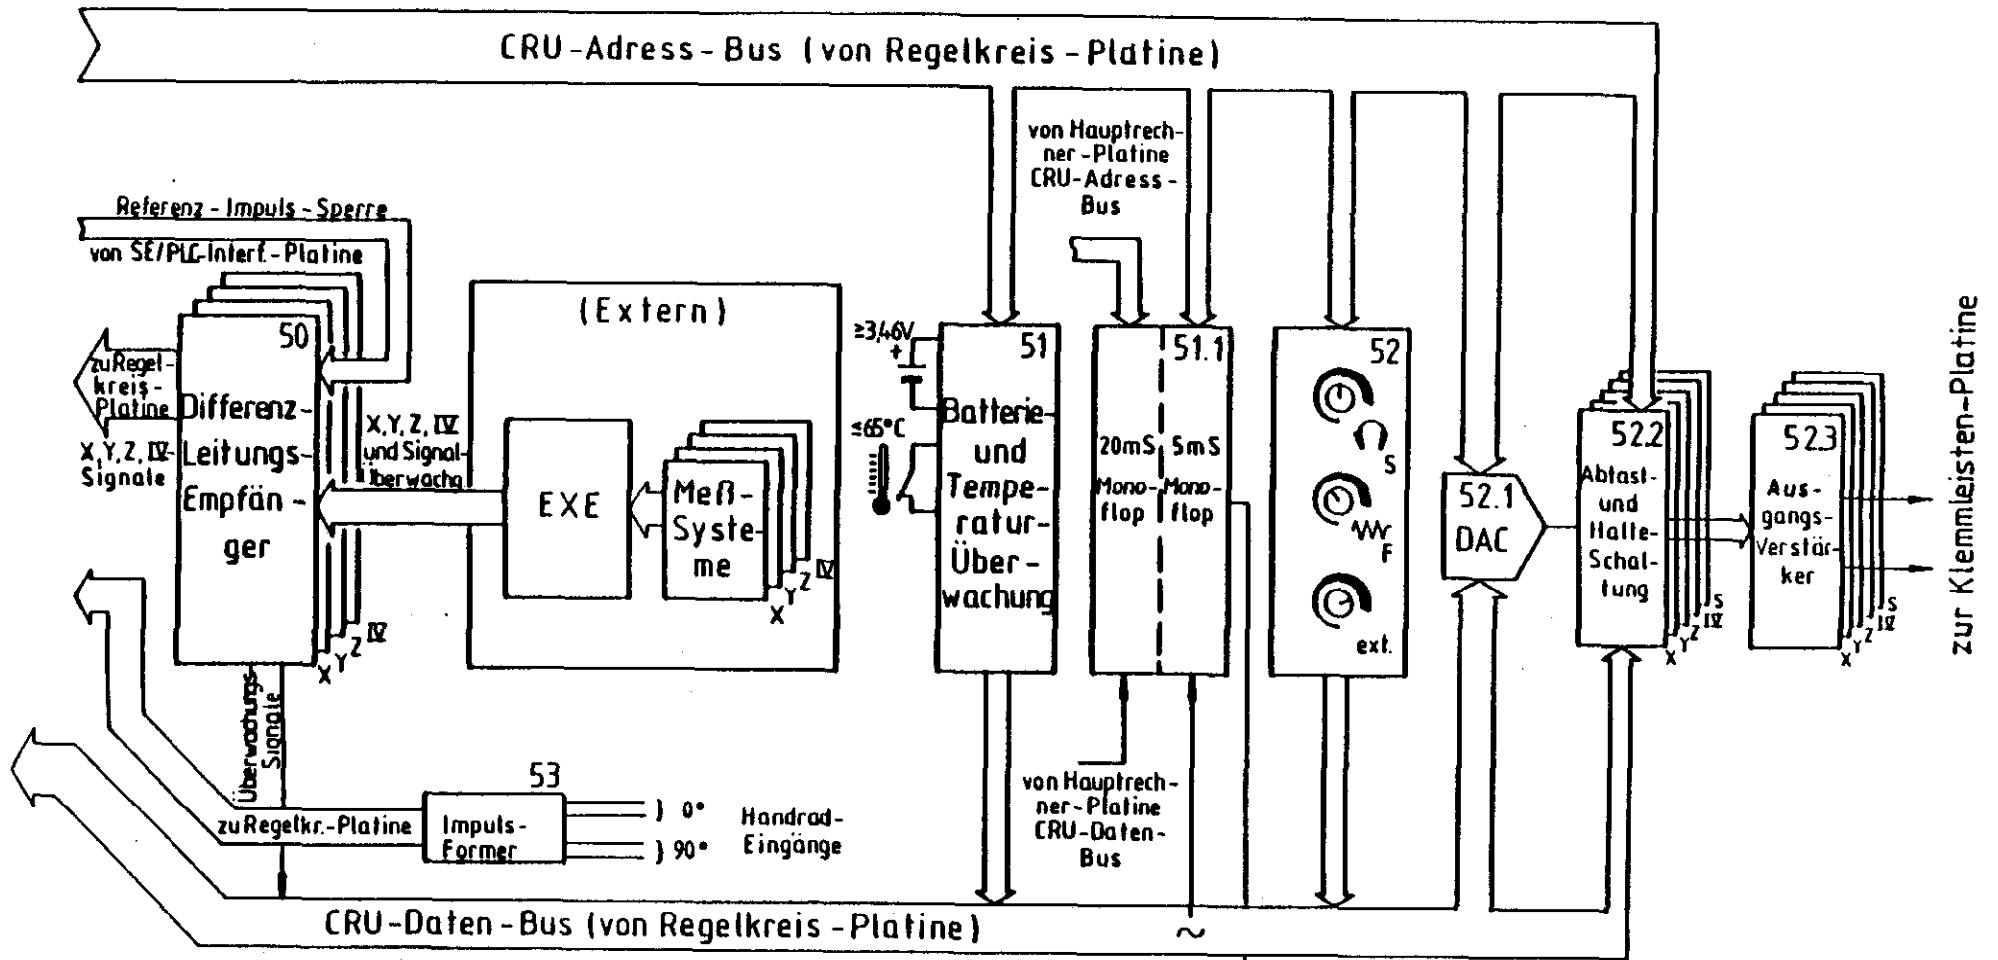 CRU-Adress-Bus (von Regelkreis-Platine)
von Hauptrech-
ner-Platine
CRU-Adress-
Bus
Referenz-Impuls-Sperre
von SE/PLC-Interf.-Platine
50
Differenz-
Leitungs-
Empfän-
ger
zu Regel-
kreis-
Platine
X, Y, Z, IV-
Signale
X, Y, Z, IV
und Signal-
Überwachg
X
Y
Z
IV
(Extern)
EXE
Meß-
Syste-
me
X
Y
Z
IV
≥3,46V
+
≤65°C
51
Batterie-
und
Tempe-
ratur-
Über-
wachung
51.1
20mS
Mono-
flop
5mS
Mono-
flop
52
S
F
ext.
52.1
DAC
52.2
Abtast-
und
Halte-
Schal-
tung
X
Y
Z
IV
S
52.3
Aus-
gangs-
Verstär-
ker
X
Y
Z
IV
S
zur Klemmleisten-Platine
Überwachungs
Signale
53
Impuls-
Former
zu Regelkr.-Platine
) 0°
) 90°
Handrad-
Eingänge
von Hauptrech-
ner-Platine
CRU-Daten-
Bus
CRU-Daten-Bus (von Regelkreis-Platine)
~